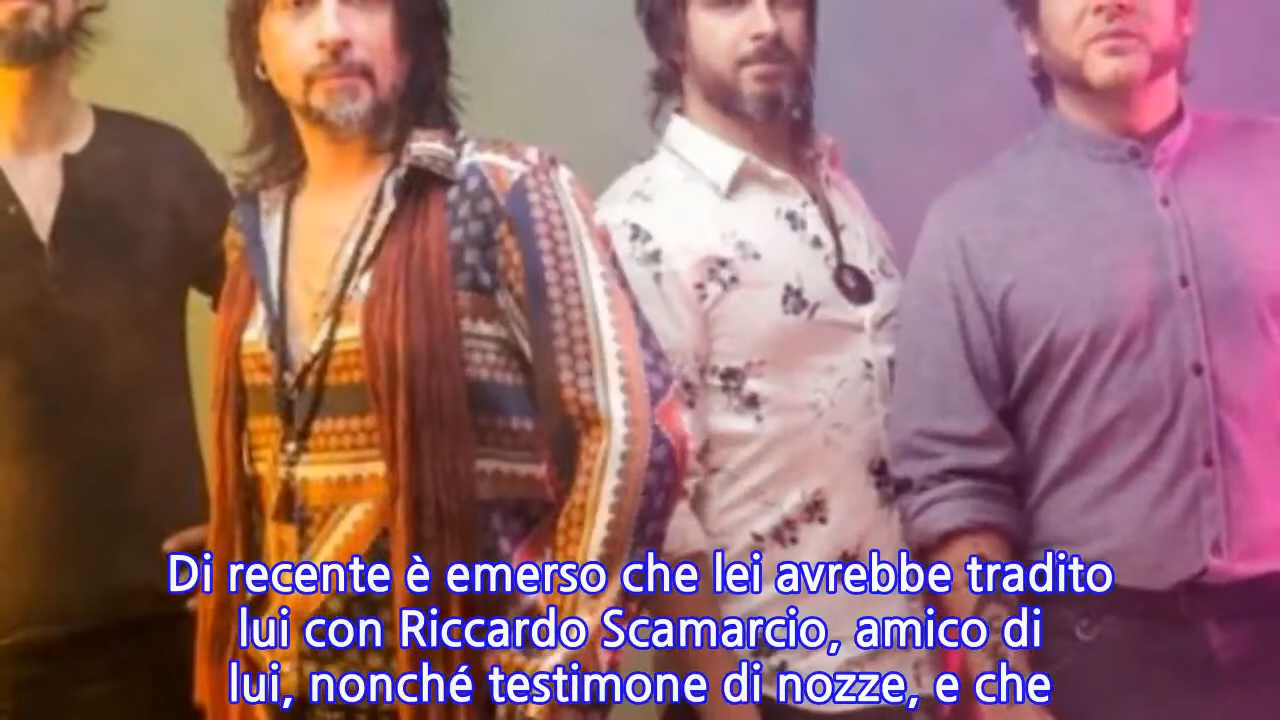 Di recente è emerso che lei avrebbe tradito
lui con Riccardo Scamarcio, amico di
lui, nonché testimone di nozze, e che